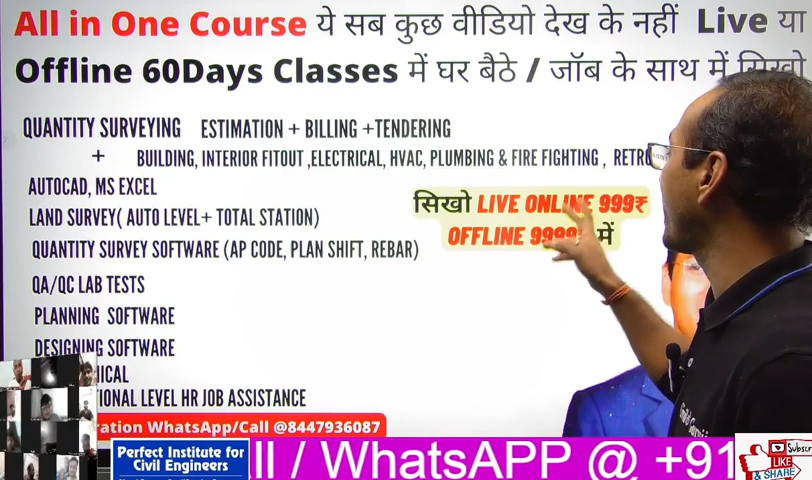 All in One Course ये सब कुछ वीडियो देख के नहीं Live या
Offline 60Days Classes में घर बैठे / जॉब के साथ में सिखो
QUANTITY SURVEYING ESTIMATION + BILLING +TENDERING
+ BUILDING, INTERIOR FITOUT ,ELECTRICAL, HVAC, PLUMBING & FIRE FIGHTING , RETRO
AUTOCAD, MS EXCEL
सिखो LIVE ONLINE 999₹
LAND SURVEY( AUTO LEVEL+ TOTAL STATION)
OFFLINE 9999 में
QUANTITY SURVEY SOFTWARE (AP CODE, PLAN SHIFT, REBAR)
QA/QC LAB TESTS
PLANNING SOFTWARE
DESIGNING SOFTWARE
ICAL
TIONAL LEVEL HR JOB ASSISTANCE
ration WhatsApp/Call @8447936087
Perfect Institute for
Civil Engineers
ll / WhatsAPP @ +91
Subscr
LIKE
& SHARE